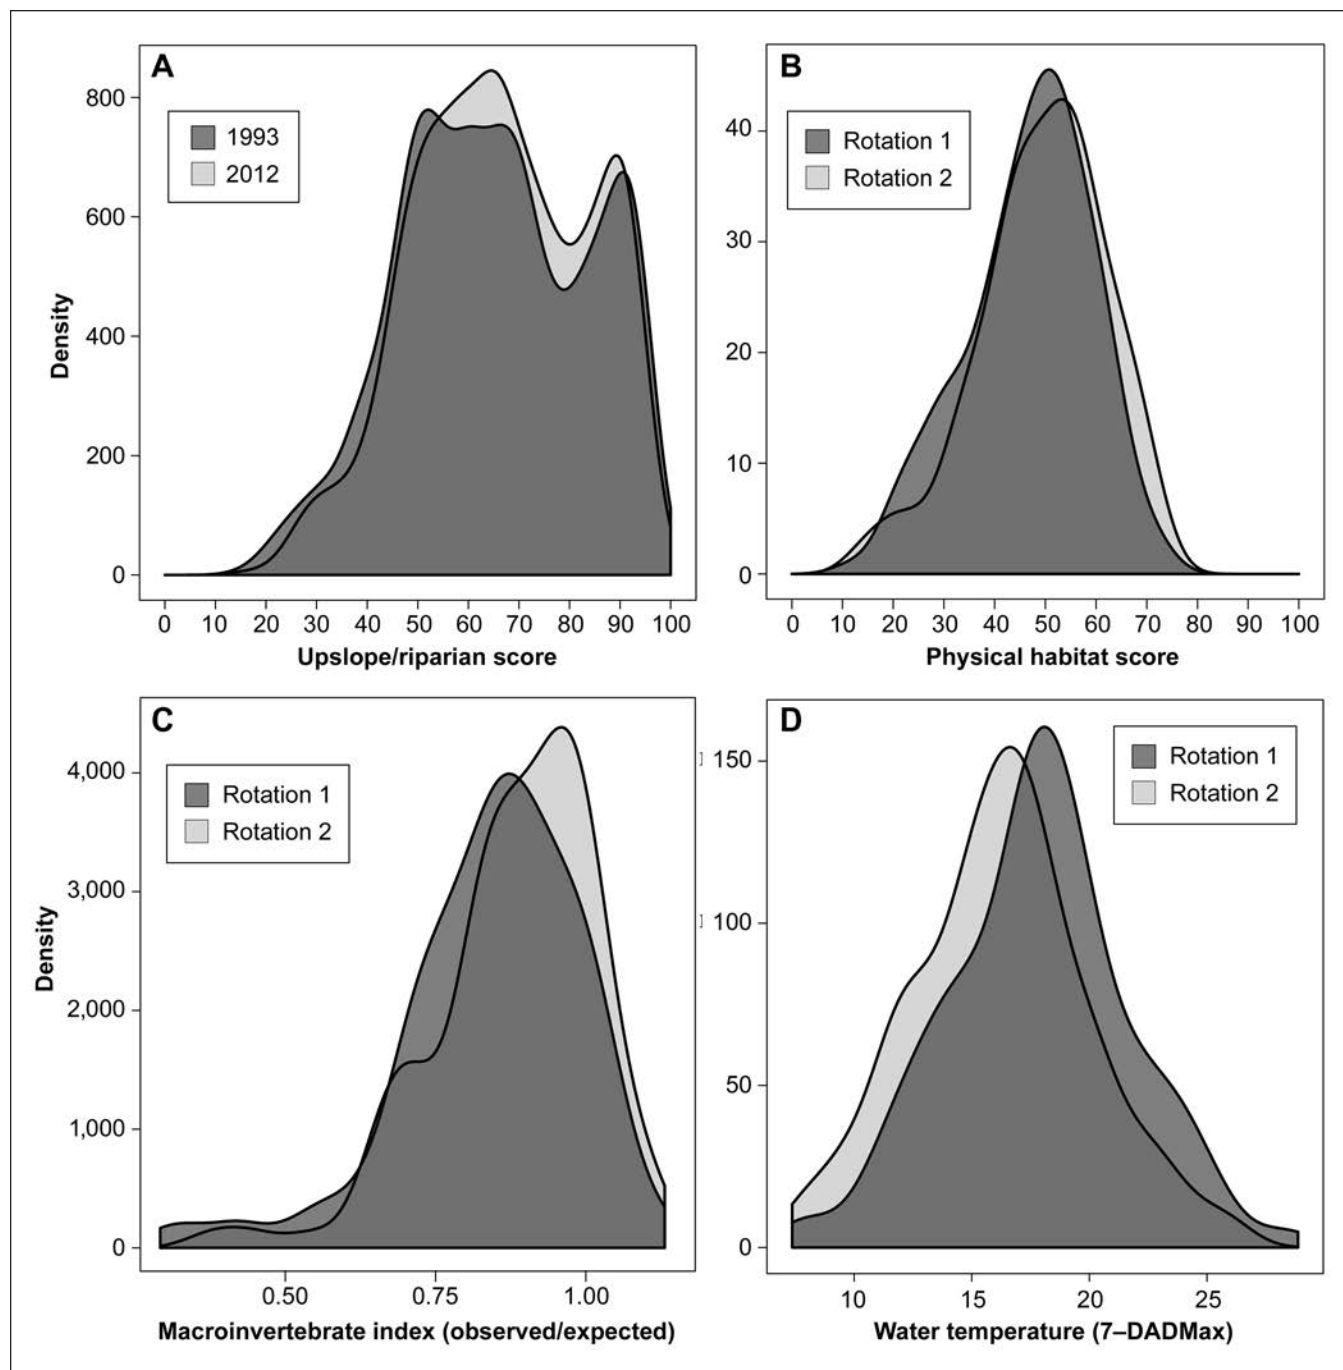 A
1993
2012
800
600
400
200
0
Density
0 10 20 30 40 50 60 70 80 90 100
Upslope/riparian score
B
Rotation 1
Rotation 2
40
30
20
10
0
0 10 20 30 40 50 60 70 80 90 100
Physical habitat score
C
Rotation 1
Rotation 2
4,000
3,000
2,000
1,000
0
Density
0.50 0.75 1.00
Macroinvertebrate index (observed/expected)
D
Rotation 1
Rotation 2
150
100
50
0
10 15 20 25
Water temperature (7–DADMax)